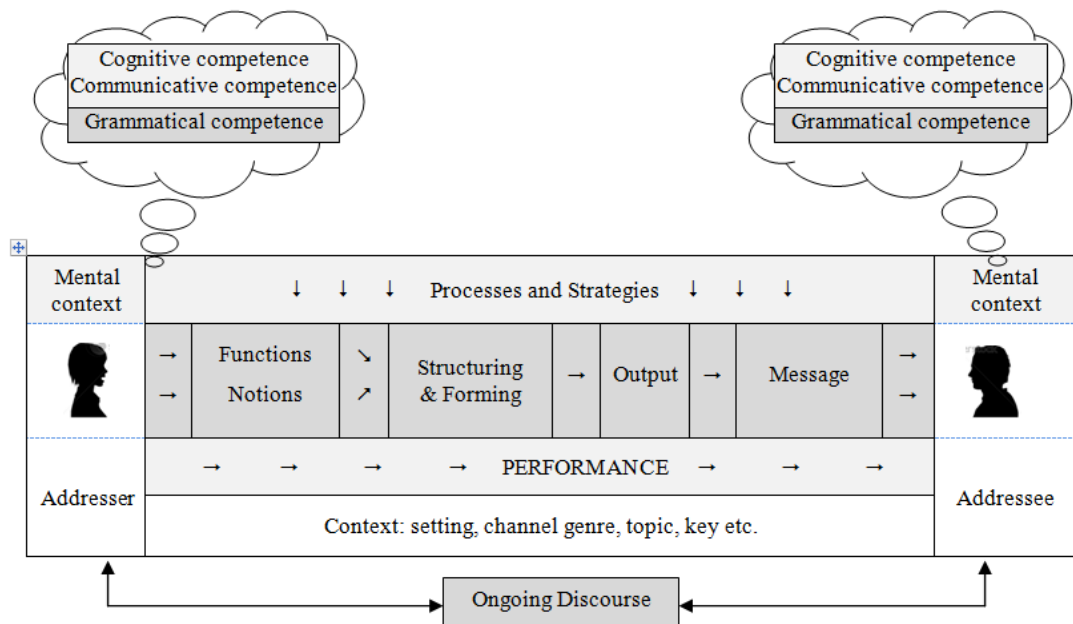 Cognitive competence
Communicative competence
Grammatical competence
Cognitive competence
Communicative competence
Grammatical competence
Mental
context
↓ ↓ ↓ Processes and Strategies ↓ ↓ ↓
Mental
context
→ Functions ↘
→ Notions ↗
Structuring
& Forming
→ Output → Message →
→
Addresser
→ → → → PERFORMANCE → → →
Context: setting, channel genre, topic, key etc.
Addressee
Ongoing Discourse